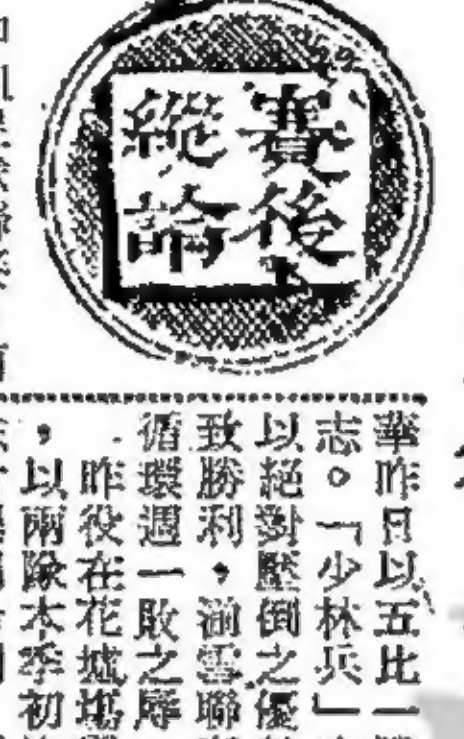 賽後
縱論
華昨日以五比一
志。「少林兵」
以絕對壓倒之優
致勝利，湔雪聯
循環週一敗之辱
昨役在花墟場
，以兩隊本季初